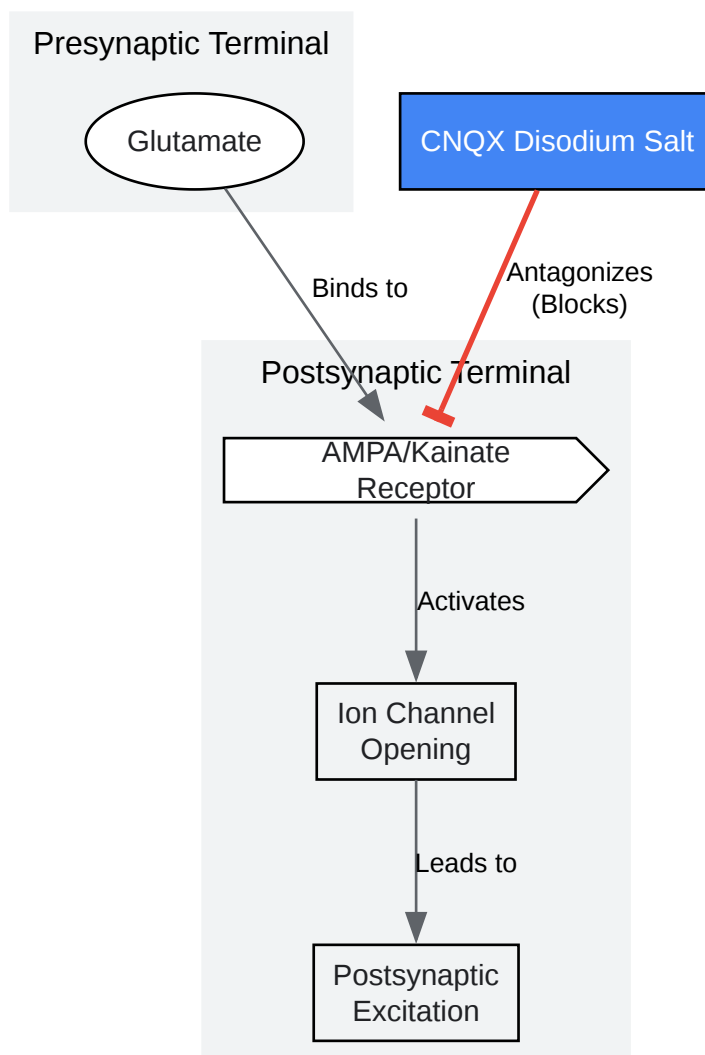 Presynaptic Terminal
Glutamate
CNQX Disodium Salt
Binds to
Antagonizes
(Blocks)
Postsynaptic Terminal
AMPA/Kainate
Receptor
Activates
Ion Channel
Opening
Leads to
Postsynaptic
Excitation